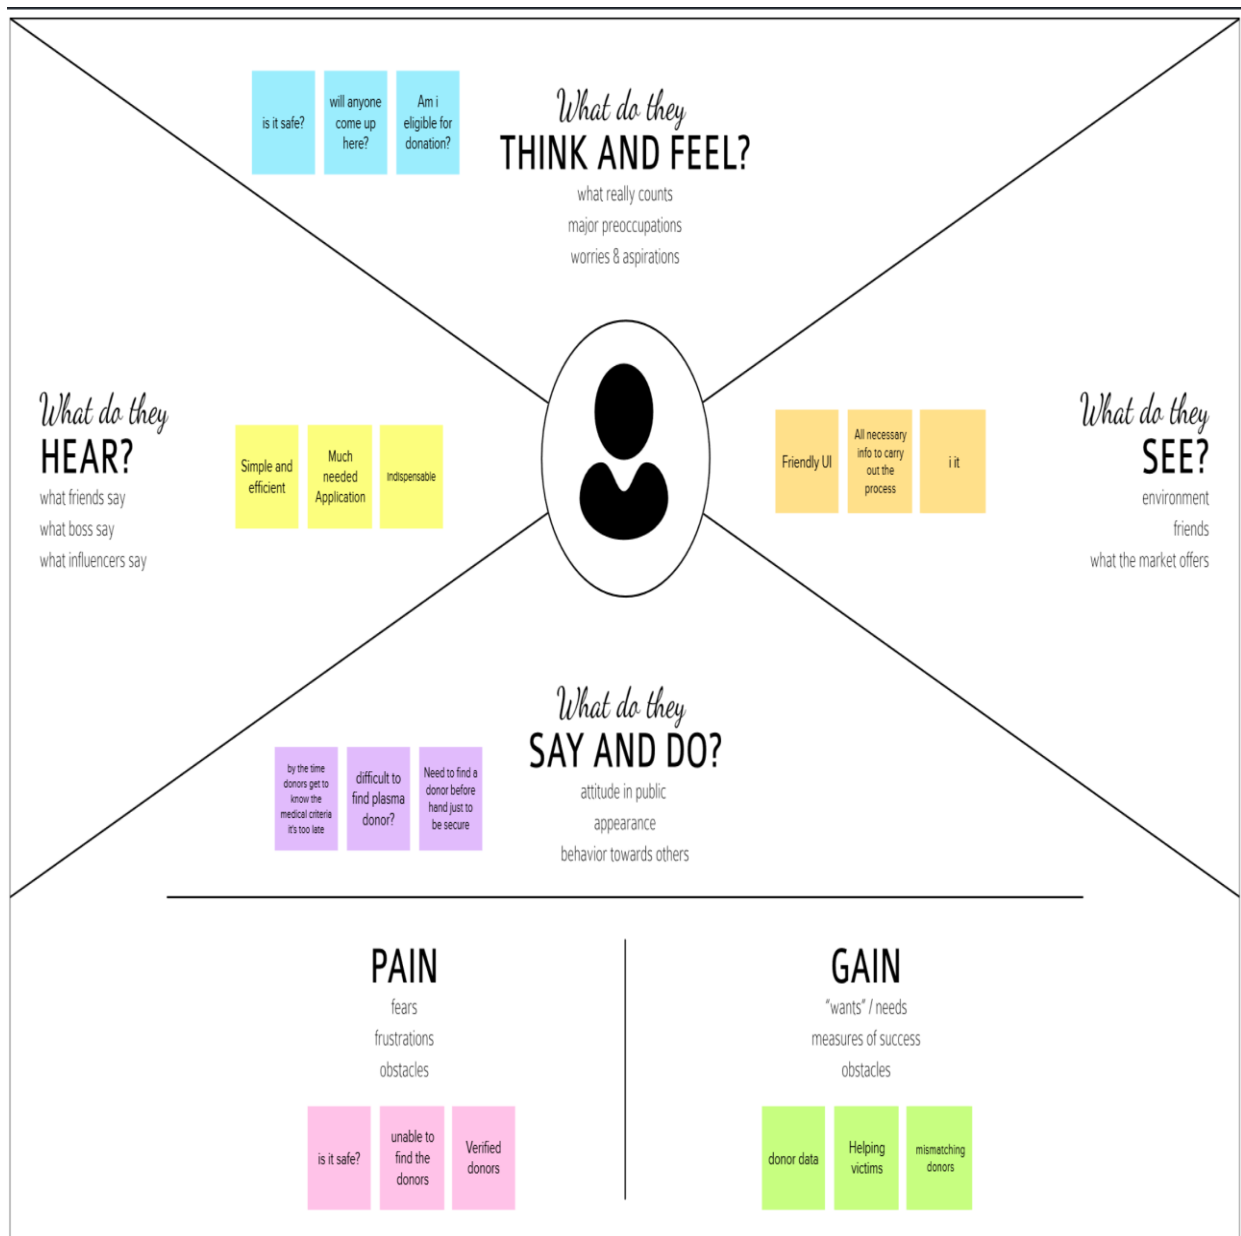 is it safe?
will anyone
come up
here?
Am i
eligible for
donation?
What do they
THINK AND FEEL?
what really counts
major preoccupations
worries & aspirations
What do they
HEAR?
what friends say
what boss say
what influencers say
Simple and
efficient
Much
needed
Application
Indispensable
Friendly UI
All necessary
info to carry
out the
process
i it
What do they
SEE?
environment
friends
what the market offers
What do they
SAY AND DO?
attitude in public
appearance
behavior towards others
by the time
donors get to
know the
medical criteria
it's too late
difficult to
find plasma
donor?
Need to find a
donor before
hand just to
be secure
PAIN
fears
frustrations
obstacles
is it safe?
unable to
find the
donors
Verified
donors
GAIN
“wants” / needs
measures of success
obstacles
donor data
Helping
victims
mismatching
donors